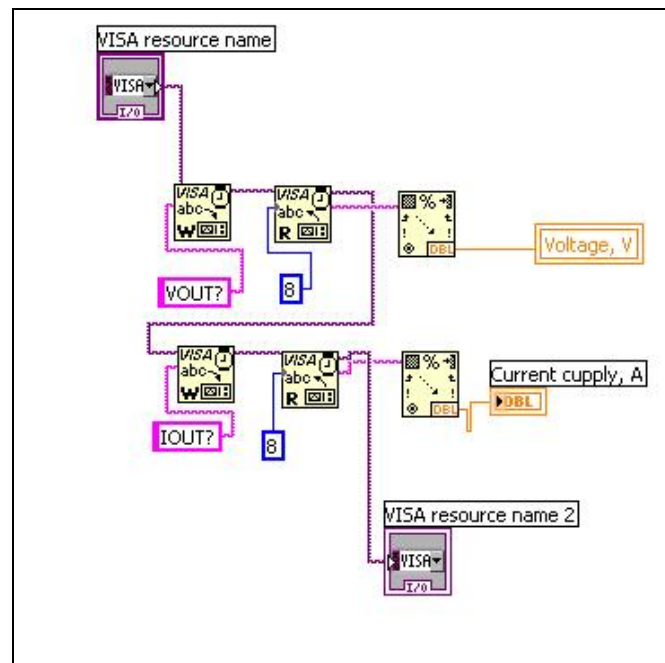 VISA resource name
VISA
I/O
VISA
abc
W
VISA
abc
R
%
DBL
Voltage, V
VOUT?
8
VISA
abc
W
VISA
abc
R
%
DBL
Current cupply, A
DBL
IOUT?
8
VISA resource name 2
VISA
I/O